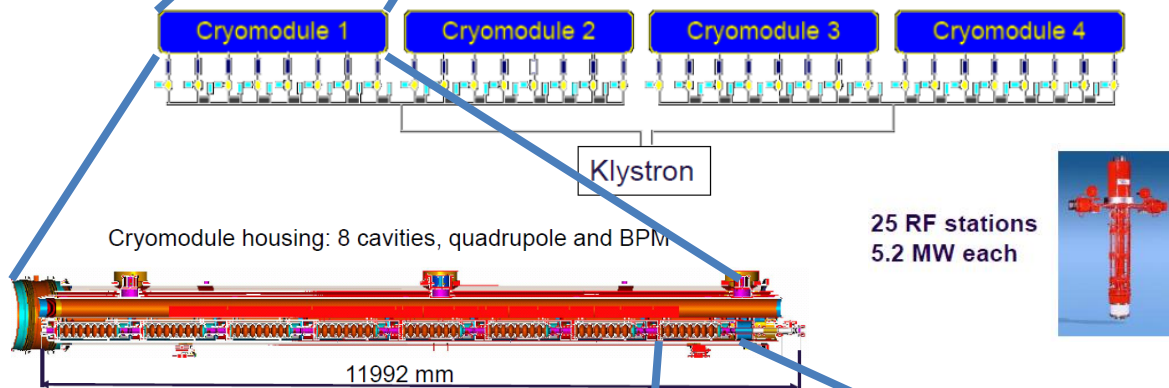 Cryomodule 1
Cryomodule 2
Cryomodule 3
Cryomodule 4
Klystron
25 RF stations
5.2 MW each
Cryomodule housing: 8 cavities, quadrupole and BPM
11992 mm